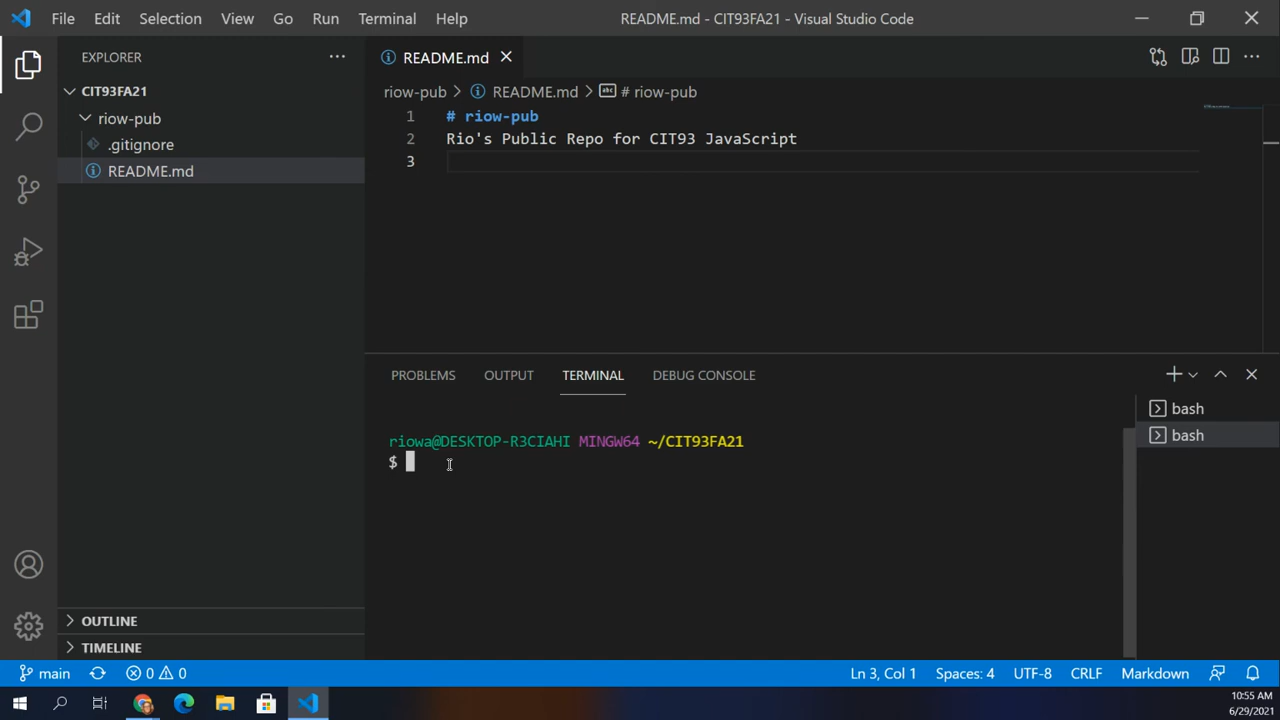 File Edit Selection View Go Run Terminal Help README.md - CIT93FA21 - Visual Studio Code
EXPLORER
CIT93FA21
riow-pub
.gitignore
README.md
OUTLINE
TIMELINE
README.md
riow-pub > README.md > # riow-pub
1 # riow-pub
2 Rio's Public Repo for CIT93 JavaScript
3
PROBLEMS OUTPUT TERMINAL DEBUG CONSOLE
riowa@DESKTOP-R3CIAHI MINGW64 ~/CIT93FA21
$
bash
bash
main 0 0 Ln 3, Col 1 Spaces: 4 UTF-8 CRLF Markdown
10:55 AM
6/29/2021